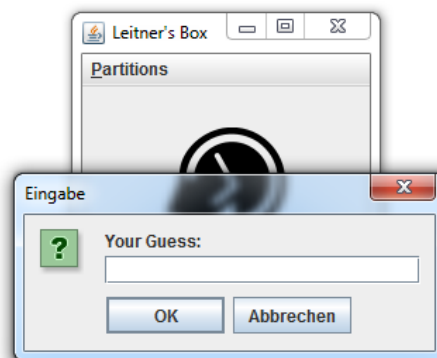 Leitner's Box
Partitions
Eingabe
?
Your Guess:
OK Abbrechen